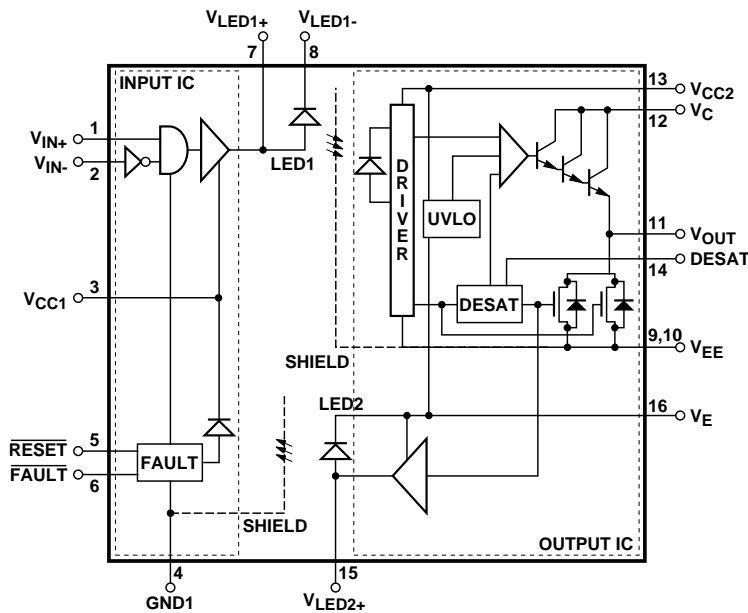 VLED1+
VLED1-
7
8
INPUT IC
13
VCC2
VC
12
1
VIN+
VIN-
2
LED1
DRIVER
UVLO
11
VOUT
DESAT
14
3
VCC1
DESAT
9,10
VEE
SHIELD
LED2
16
VE
5
RESET
FAULT
6
FAULT
SHIELD
OUTPUT IC
4
15
GND1
VLED2+